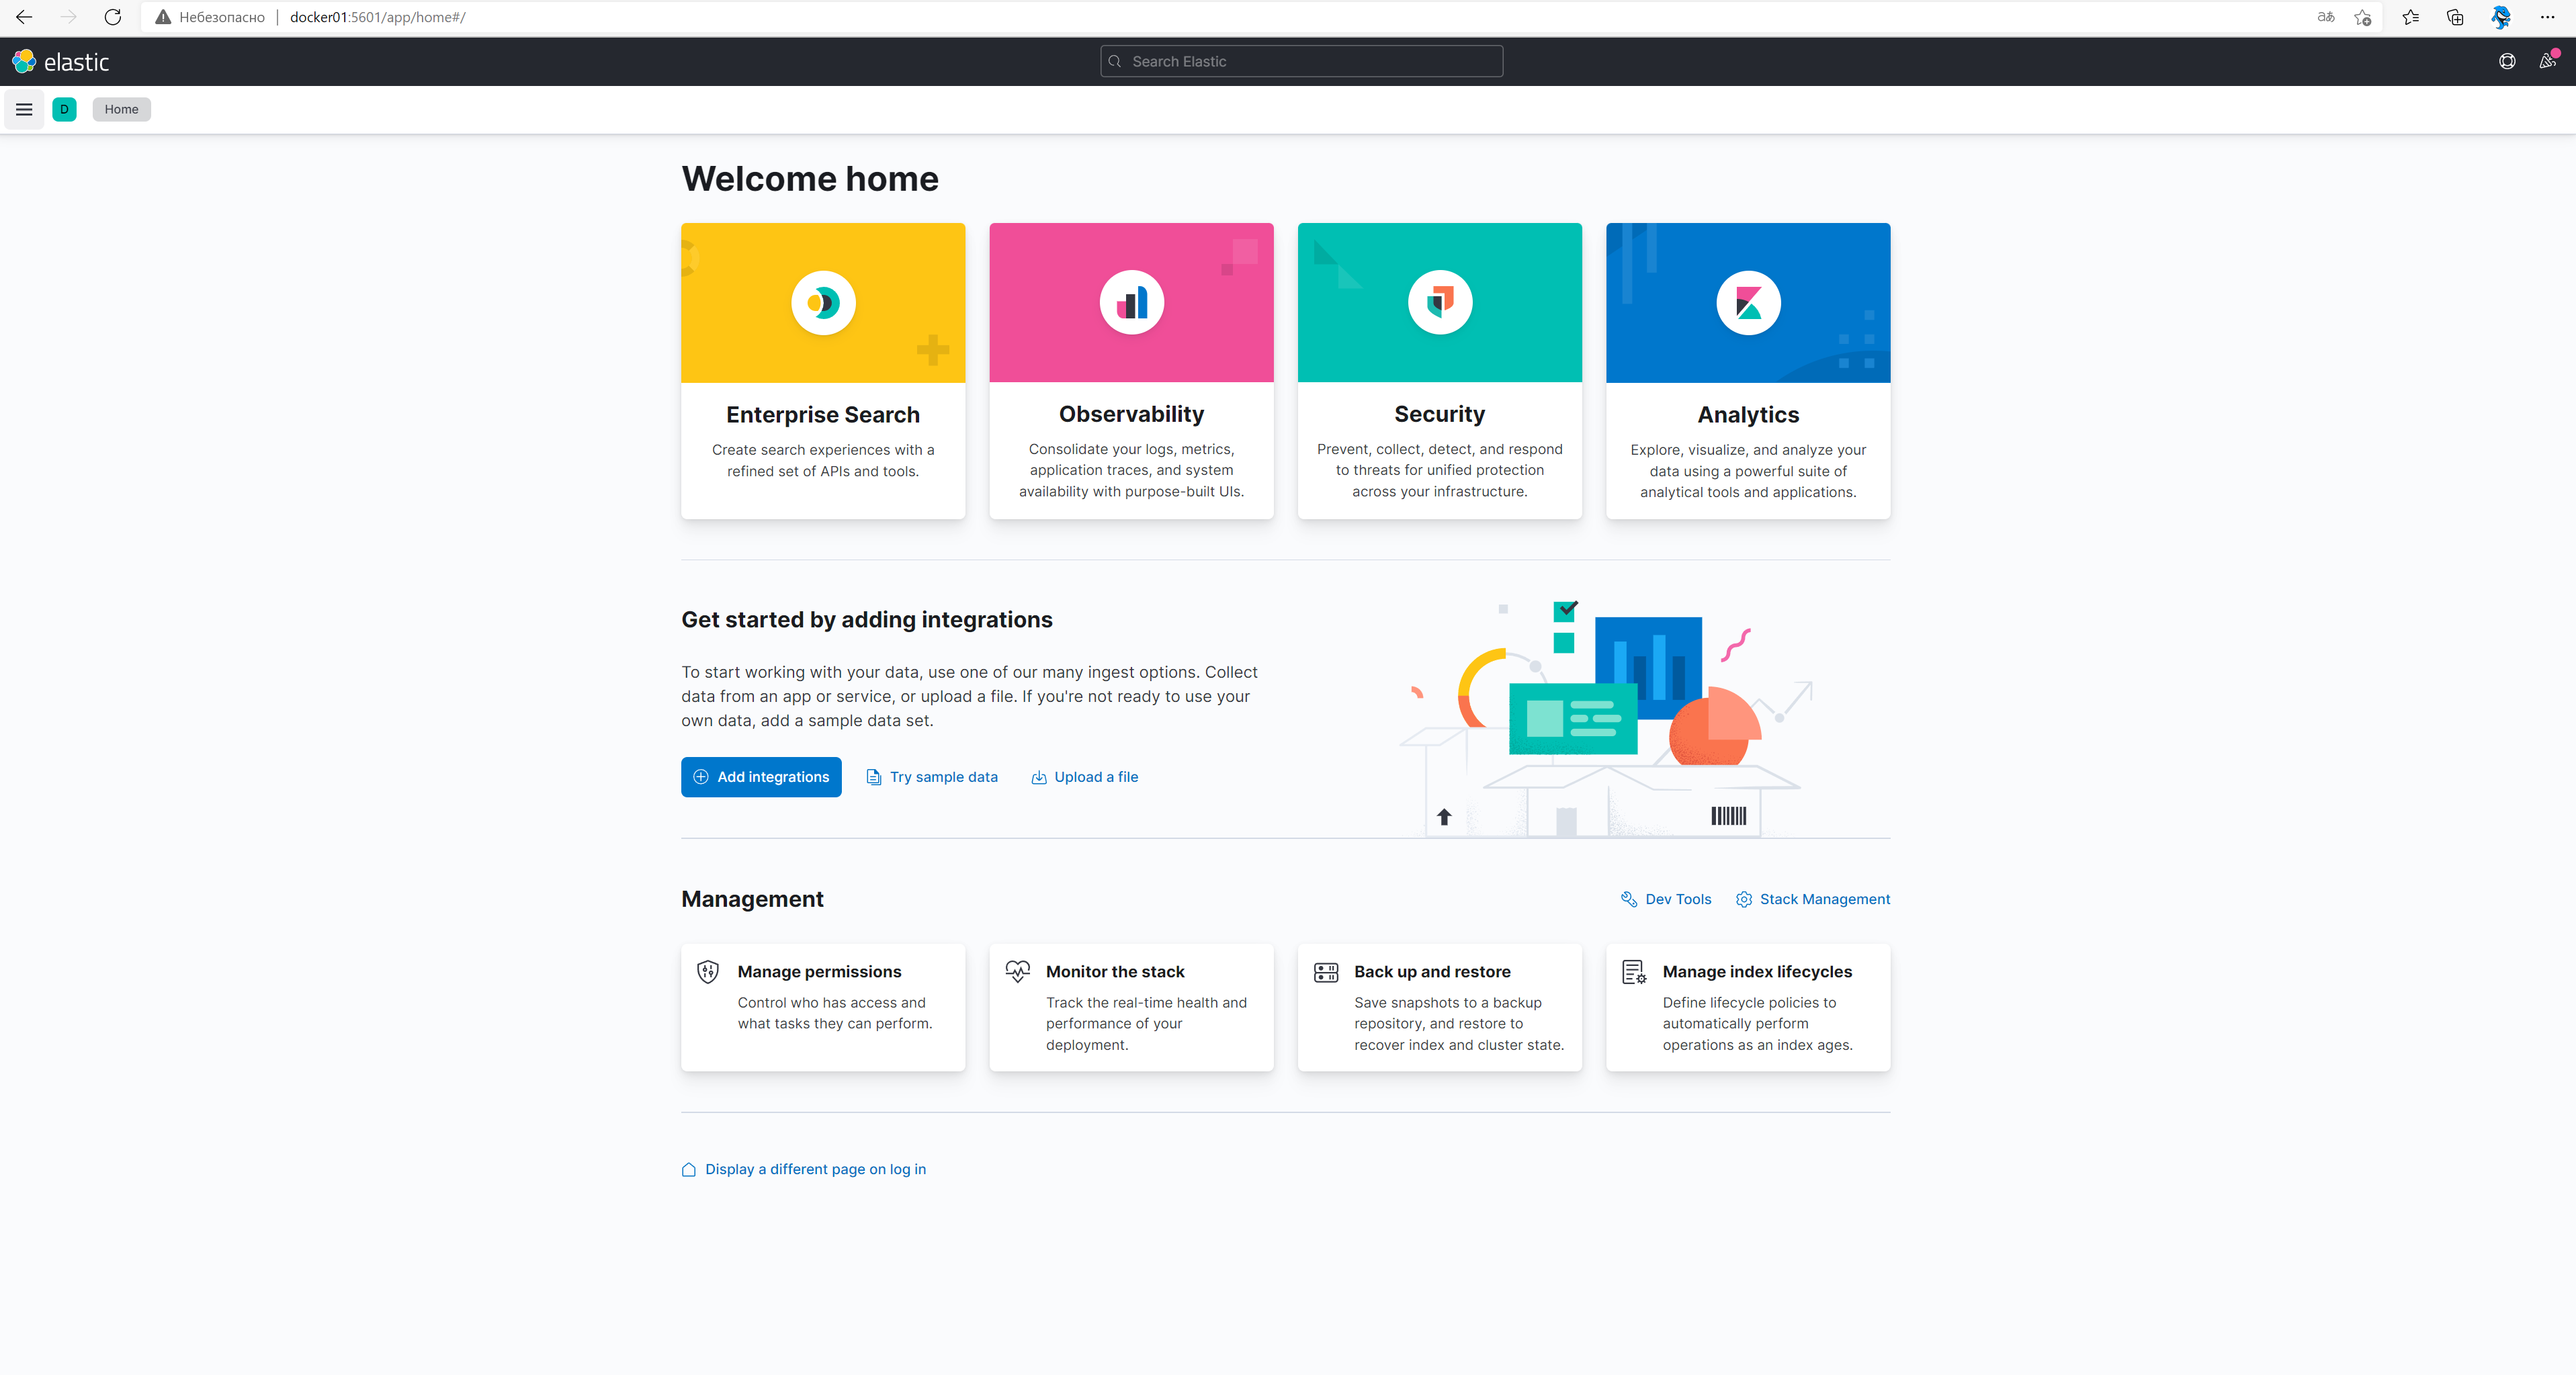 Небезопасно docker01:5601/app/home#/
elastic
Search Elastic
D Home
Welcome home
Enterprise Search
Create search experiences with a
refined set of APIs and tools.
Observability
Consolidate your logs, metrics,
application traces, and system
availability with purpose-built UIs.
Security
Prevent, collect, detect, and respond
to threats for unified protection
across your infrastructure.
Analytics
Explore, visualize, and analyze your
data using a powerful suite of
analytical tools and applications.
Get started by adding integrations
To start working with your data, use one of our many ingest options. Collect
data from an app or service, or upload a file. If you're not ready to use your
own data, add a sample data set.
Add integrations Try sample data Upload a file
Management
Dev Tools Stack Management
Manage permissions
Control who has access and
what tasks they can perform.
Monitor the stack
Track the real-time health and
performance of your
deployment.
Back up and restore
Save snapshots to a backup
repository, and restore to
recover index and cluster state.
Manage index lifecycles
Define lifecycle policies to
automatically perform
operations as an index ages.
Display a different page on log in